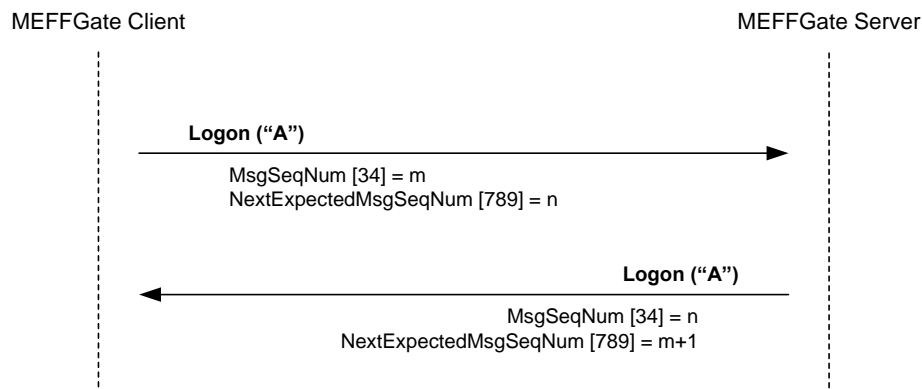 MEFFGate Client
MEFFGate Server
Logon (“A”)
MsgSeqNum [34] = m
NextExpectedMsgSeqNum [789] = n
Logon (“A”)
MsgSeqNum [34] = n
NextExpectedMsgSeqNum [789] = m+1